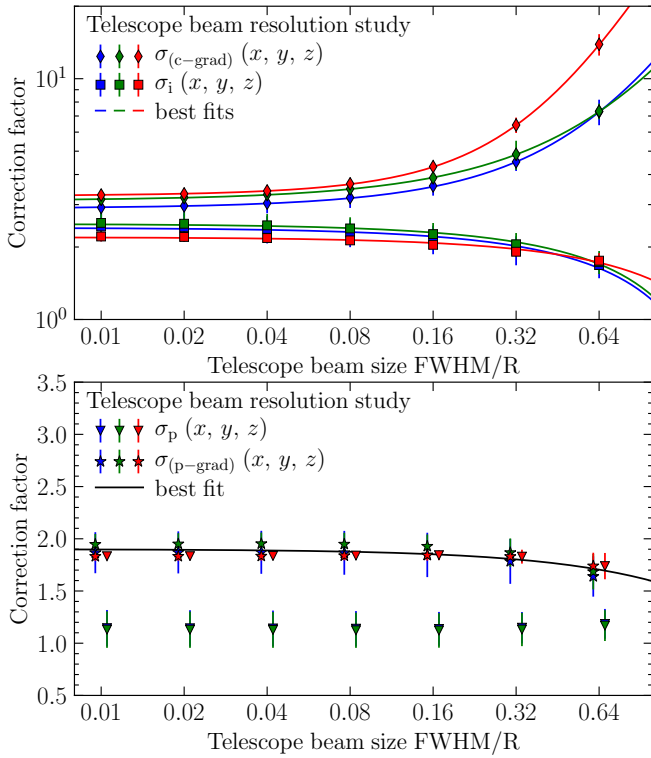 Telescope beam resolution study
σ(c−grad) (x, y, z)
σi (x, y, z)
best fits
10¹
10⁰
Correction factor
0.01 0.02 0.04 0.08 0.16 0.32 0.64
Telescope beam size FWHM/R
Telescope beam resolution study
σp (x, y, z)
σ(p−grad) (x, y, z)
best fit
3.5
3.0
2.5
2.0
1.5
1.0
0.5
Correction factor
0.01 0.02 0.04 0.08 0.16 0.32 0.64
Telescope beam size FWHM/R